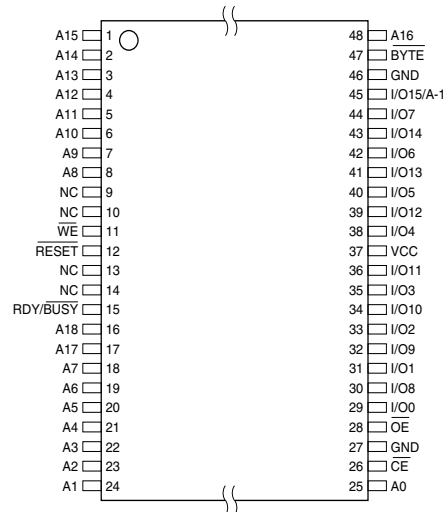 A15 1 48 A16
A14 2 47 BYTE
A13 3 46 GND
A12 4 45 I/O15/A-1
A11 5 44 I/O7
A10 6 43 I/O14
A9 7 42 I/O6
A8 8 41 I/O13
NC 9 40 I/O5
NC 10 39 I/O12
WE 11 38 I/O4
RESET 12 37 VCC
NC 13 36 I/O11
NC 14 35 I/O3
RDY/BUSY 15 34 I/O10
A18 16 33 I/O2
A17 17 32 I/O9
A7 18 31 I/O1
A6 19 30 I/O8
A5 20 29 I/O0
A4 21 28 OE
A3 22 27 GND
A2 23 26 CE
A1 24 25 A0